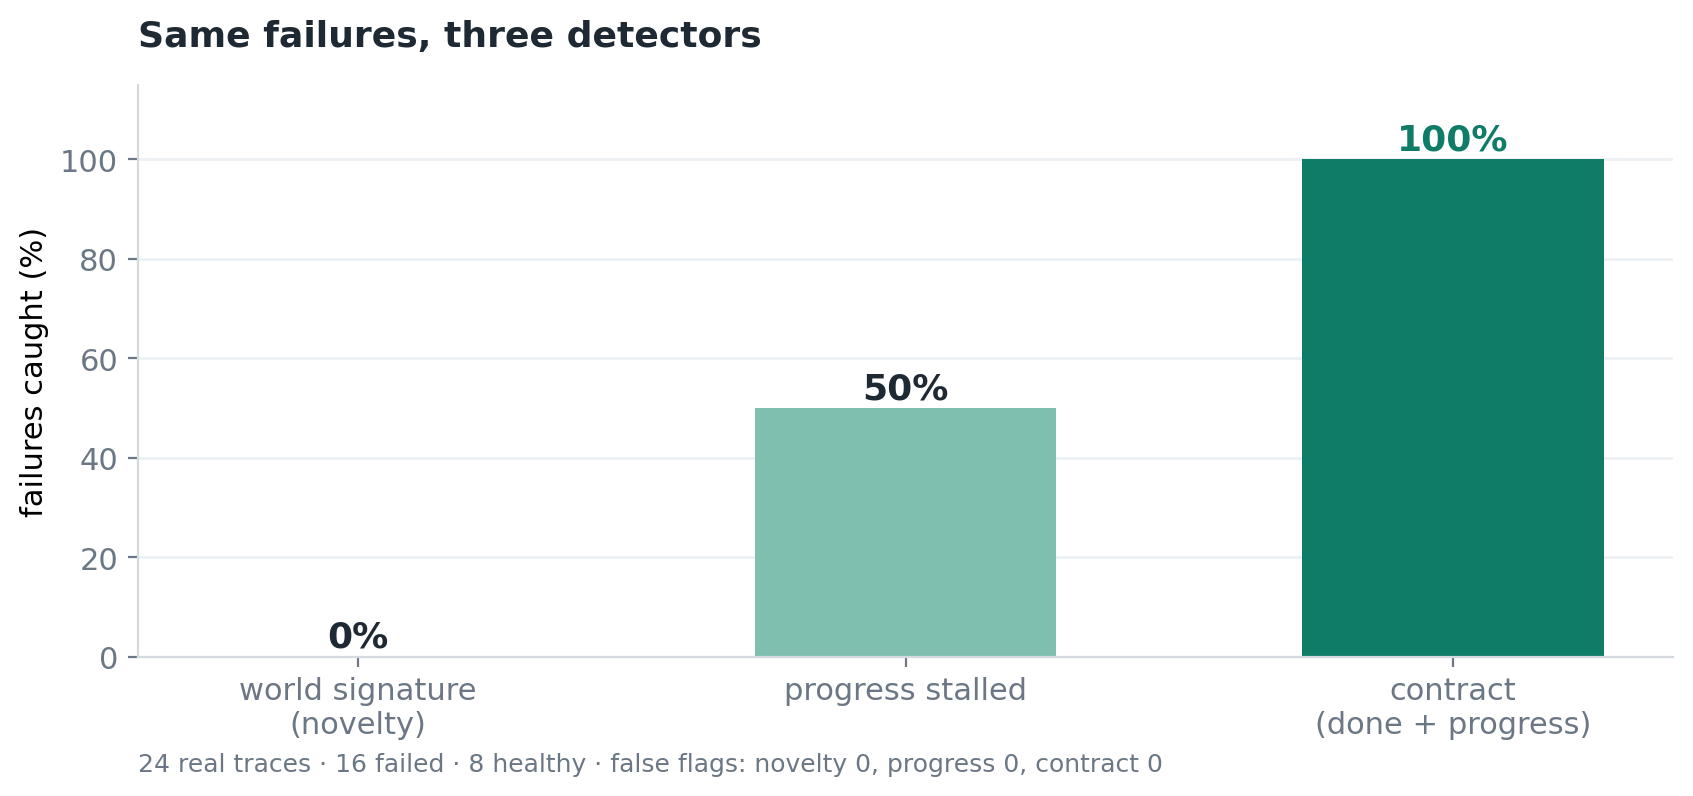 Same failures, three detectors
failures caught (%)
100
80
60
40
20
0
0%
50%
100%
world signature
(novelty)
progress stalled
contract
(done + progress)
24 real traces · 16 failed · 8 healthy · false flags: novelty 0, progress 0, contract 0